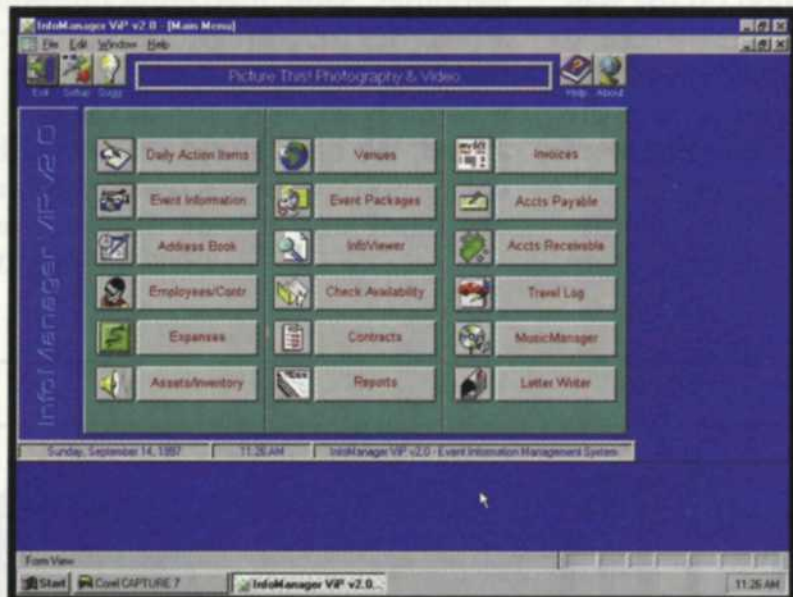 InfoManager ViP v2.0 - [Main Menu]
File Edit Window Help
Picture This! Photography & Video
Exit Setup Sugg Help About
InfoManager ViP v2.0
Daily Action Items Venues Invoices
Event Information Event Packages Accts Payable
Address Book InfoViewer Accts Receivable
Employees/Contr Check Availability Travel Log
Expenses Contracts MusicManager
Assets/Inventory Reports Letter Writer
Sunday, September 14, 1997 11:26 AM InfoManager ViP v2.0 - Event Information Management System
Form View
Start Corel CAPTURE 7 InfoManager ViP v2.0... 11:26 AM